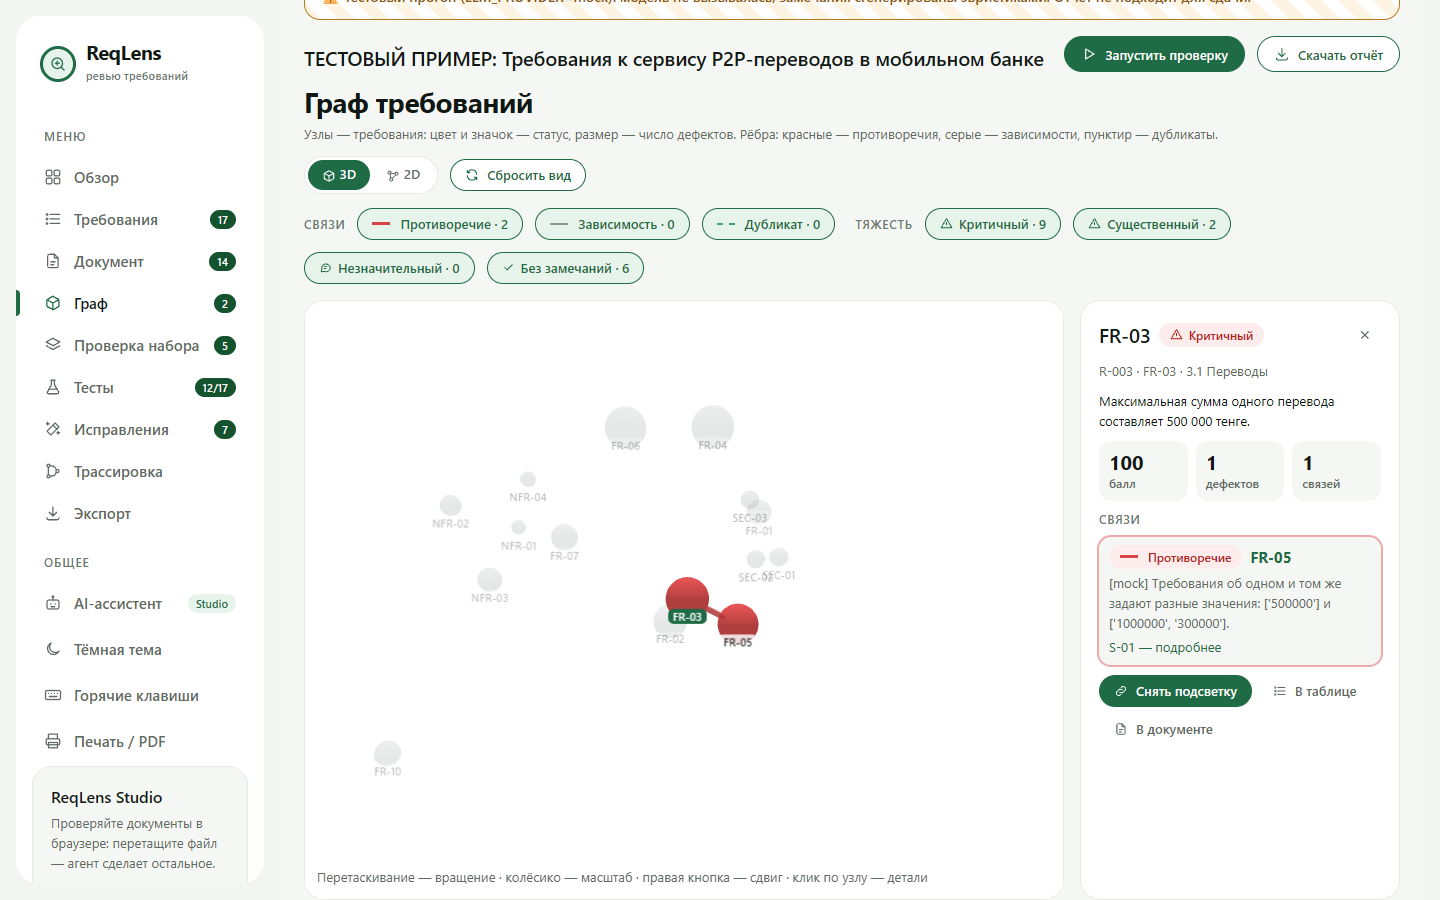 ReqLens
ревью требований
МЕНЮ
Обзор
Требования 17
Документ 14
Граф 2
Проверка набора 5
Тесты 12/17
Исправления 7
Трассировка
Экспорт
ОБЩЕЕ
AI-ассистент Studio
Тёмная тема
Горячие клавиши
Печать / PDF
ReqLens Studio
Проверяйте документы в
браузере: перетащите файл
— агент сделает остальное.
ТЕСТОВЫЙ ПРИМЕР: Требования к сервису P2P-переводов в мобильном банке
Запустить проверку
Скачать отчёт
Граф требований
Узлы — требования: цвет и значок — статус, размер — число дефектов. Рёбра: красные — противоречия, серые — зависимости, пунктир — дубликаты.
3D 2D Сбросить вид
СВЯЗИ Противоречие · 2 Зависимость · 0 Дубликат · 0 ТЯЖЕСТЬ Критичный · 9 Существенный · 2
Незначительный · 0 Без замечаний · 6
FR-06
FR-04
NFR-04
NFR-02
SEC-03
FR-01
NFR-01
FR-07
SEC-02
SEC-01
NFR-03
FR-03
FR-02
FR-05
FR-10
Перетаскивание — вращение · колёсико — масштаб · правая кнопка — сдвиг · клик по узлу — детали
FR-03 Критичный
R-003 · FR-03 · 3.1 Переводы
Максимальная сумма одного перевода
составляет 500 000 тенге.
100 1 1
балл дефектов связей
СВЯЗИ
Противоречие FR-05
[mock] Требования об одном и том же
задают разные значения: ['500000'] и
['1000000', '300000'].
S-01 — подробнее
Снять подсветку В таблице
В документе